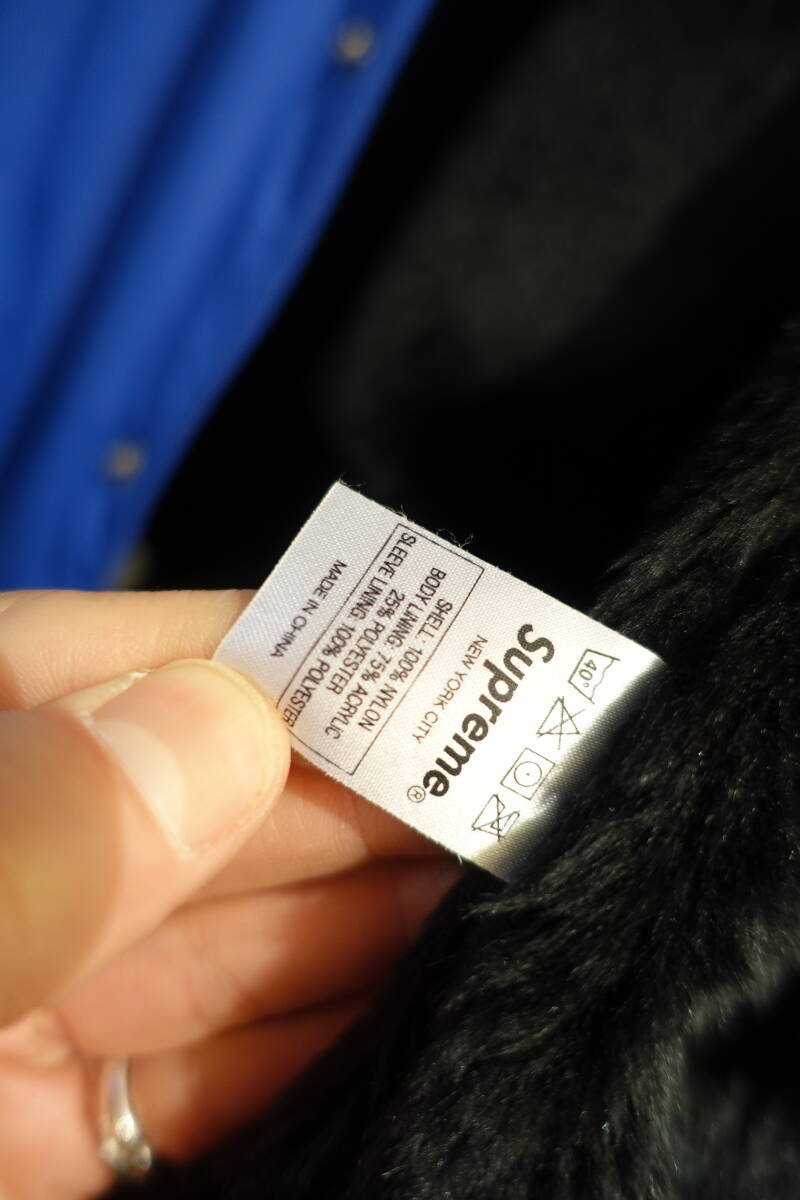 40°
Supreme®
NEW YORK CITY
SHELL: 100% NYLON
BODY LINING: 75% ACRYLIC
25% POLYESTER
SLEEVE LINING: 100% POLYESTER
MADE IN CHINA